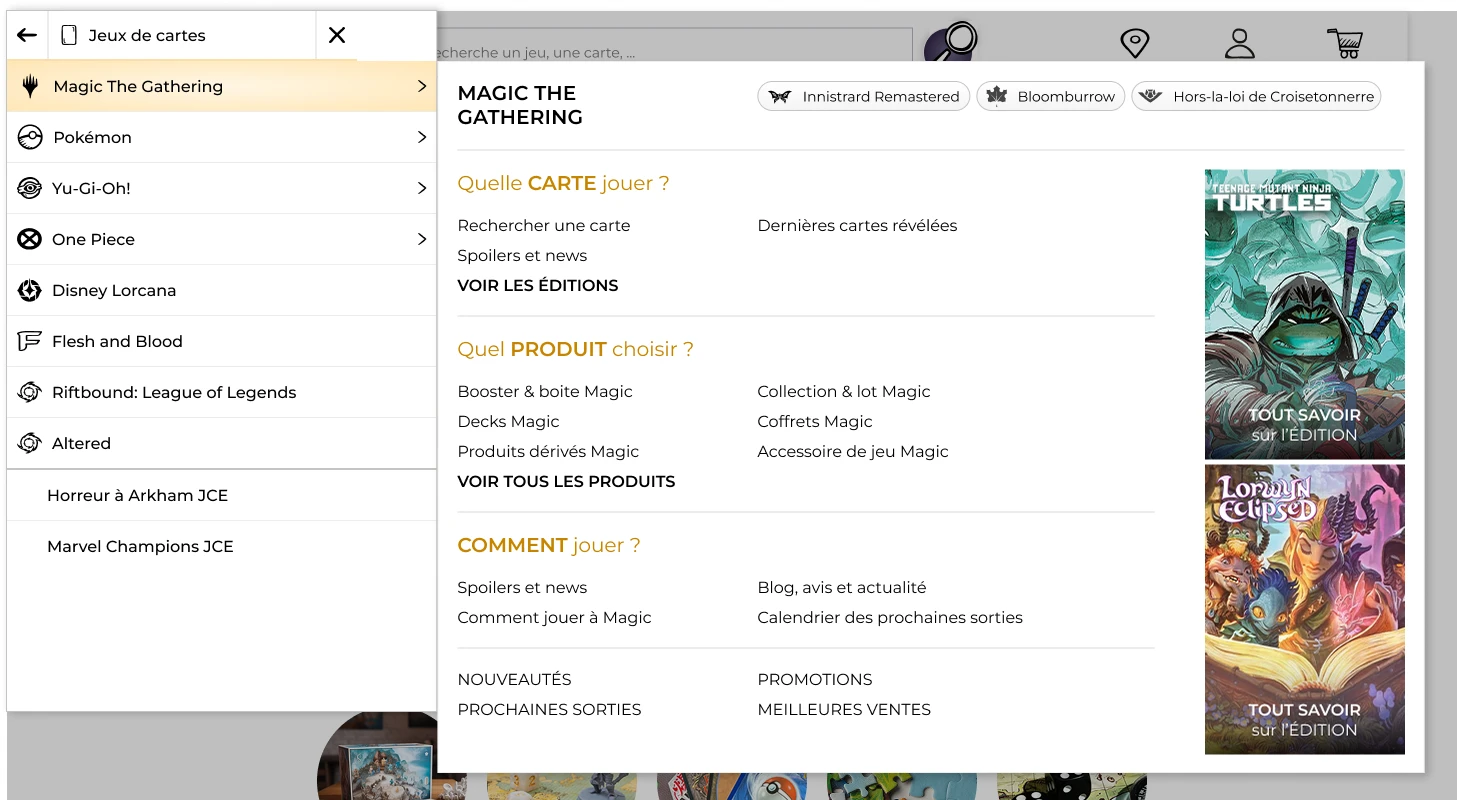 Jeux de cartes
echerche un jeu, une carte, ...
Magic The Gathering
Pokémon
Yu-Gi-Oh!
One Piece
Disney Lorcana
Flesh and Blood
Riftbound: League of Legends
Altered
Horreur à Arkham JCE
Marvel Champions JCE
MAGIC THE
GATHERING
Innistrard Remastered
Bloomburrow
Hors-la-loi de Croisetonnerre
Quelle CARTE jouer ?
Rechercher une carte
Dernières cartes révélées
Spoilers et news
VOIR LES ÉDITIONS
Quel PRODUIT choisir ?
Booster & boite Magic
Collection & lot Magic
Decks Magic
Coffrets Magic
Produits dérivés Magic
Accessoire de jeu Magic
VOIR TOUS LES PRODUITS
COMMENT jouer ?
Spoilers et news
Blog, avis et actualité
Comment jouer à Magic
Calendrier des prochaines sorties
NOUVEAUTÉS
PROMOTIONS
PROCHAINES SORTIES
MEILLEURES VENTES
TEENAGE MUTANT NINJA
TURTLES
TOUT SAVOIR
sur l'ÉDITION
Lorwyn
Eclipsed
TOUT SAVOIR
sur l'ÉDITION